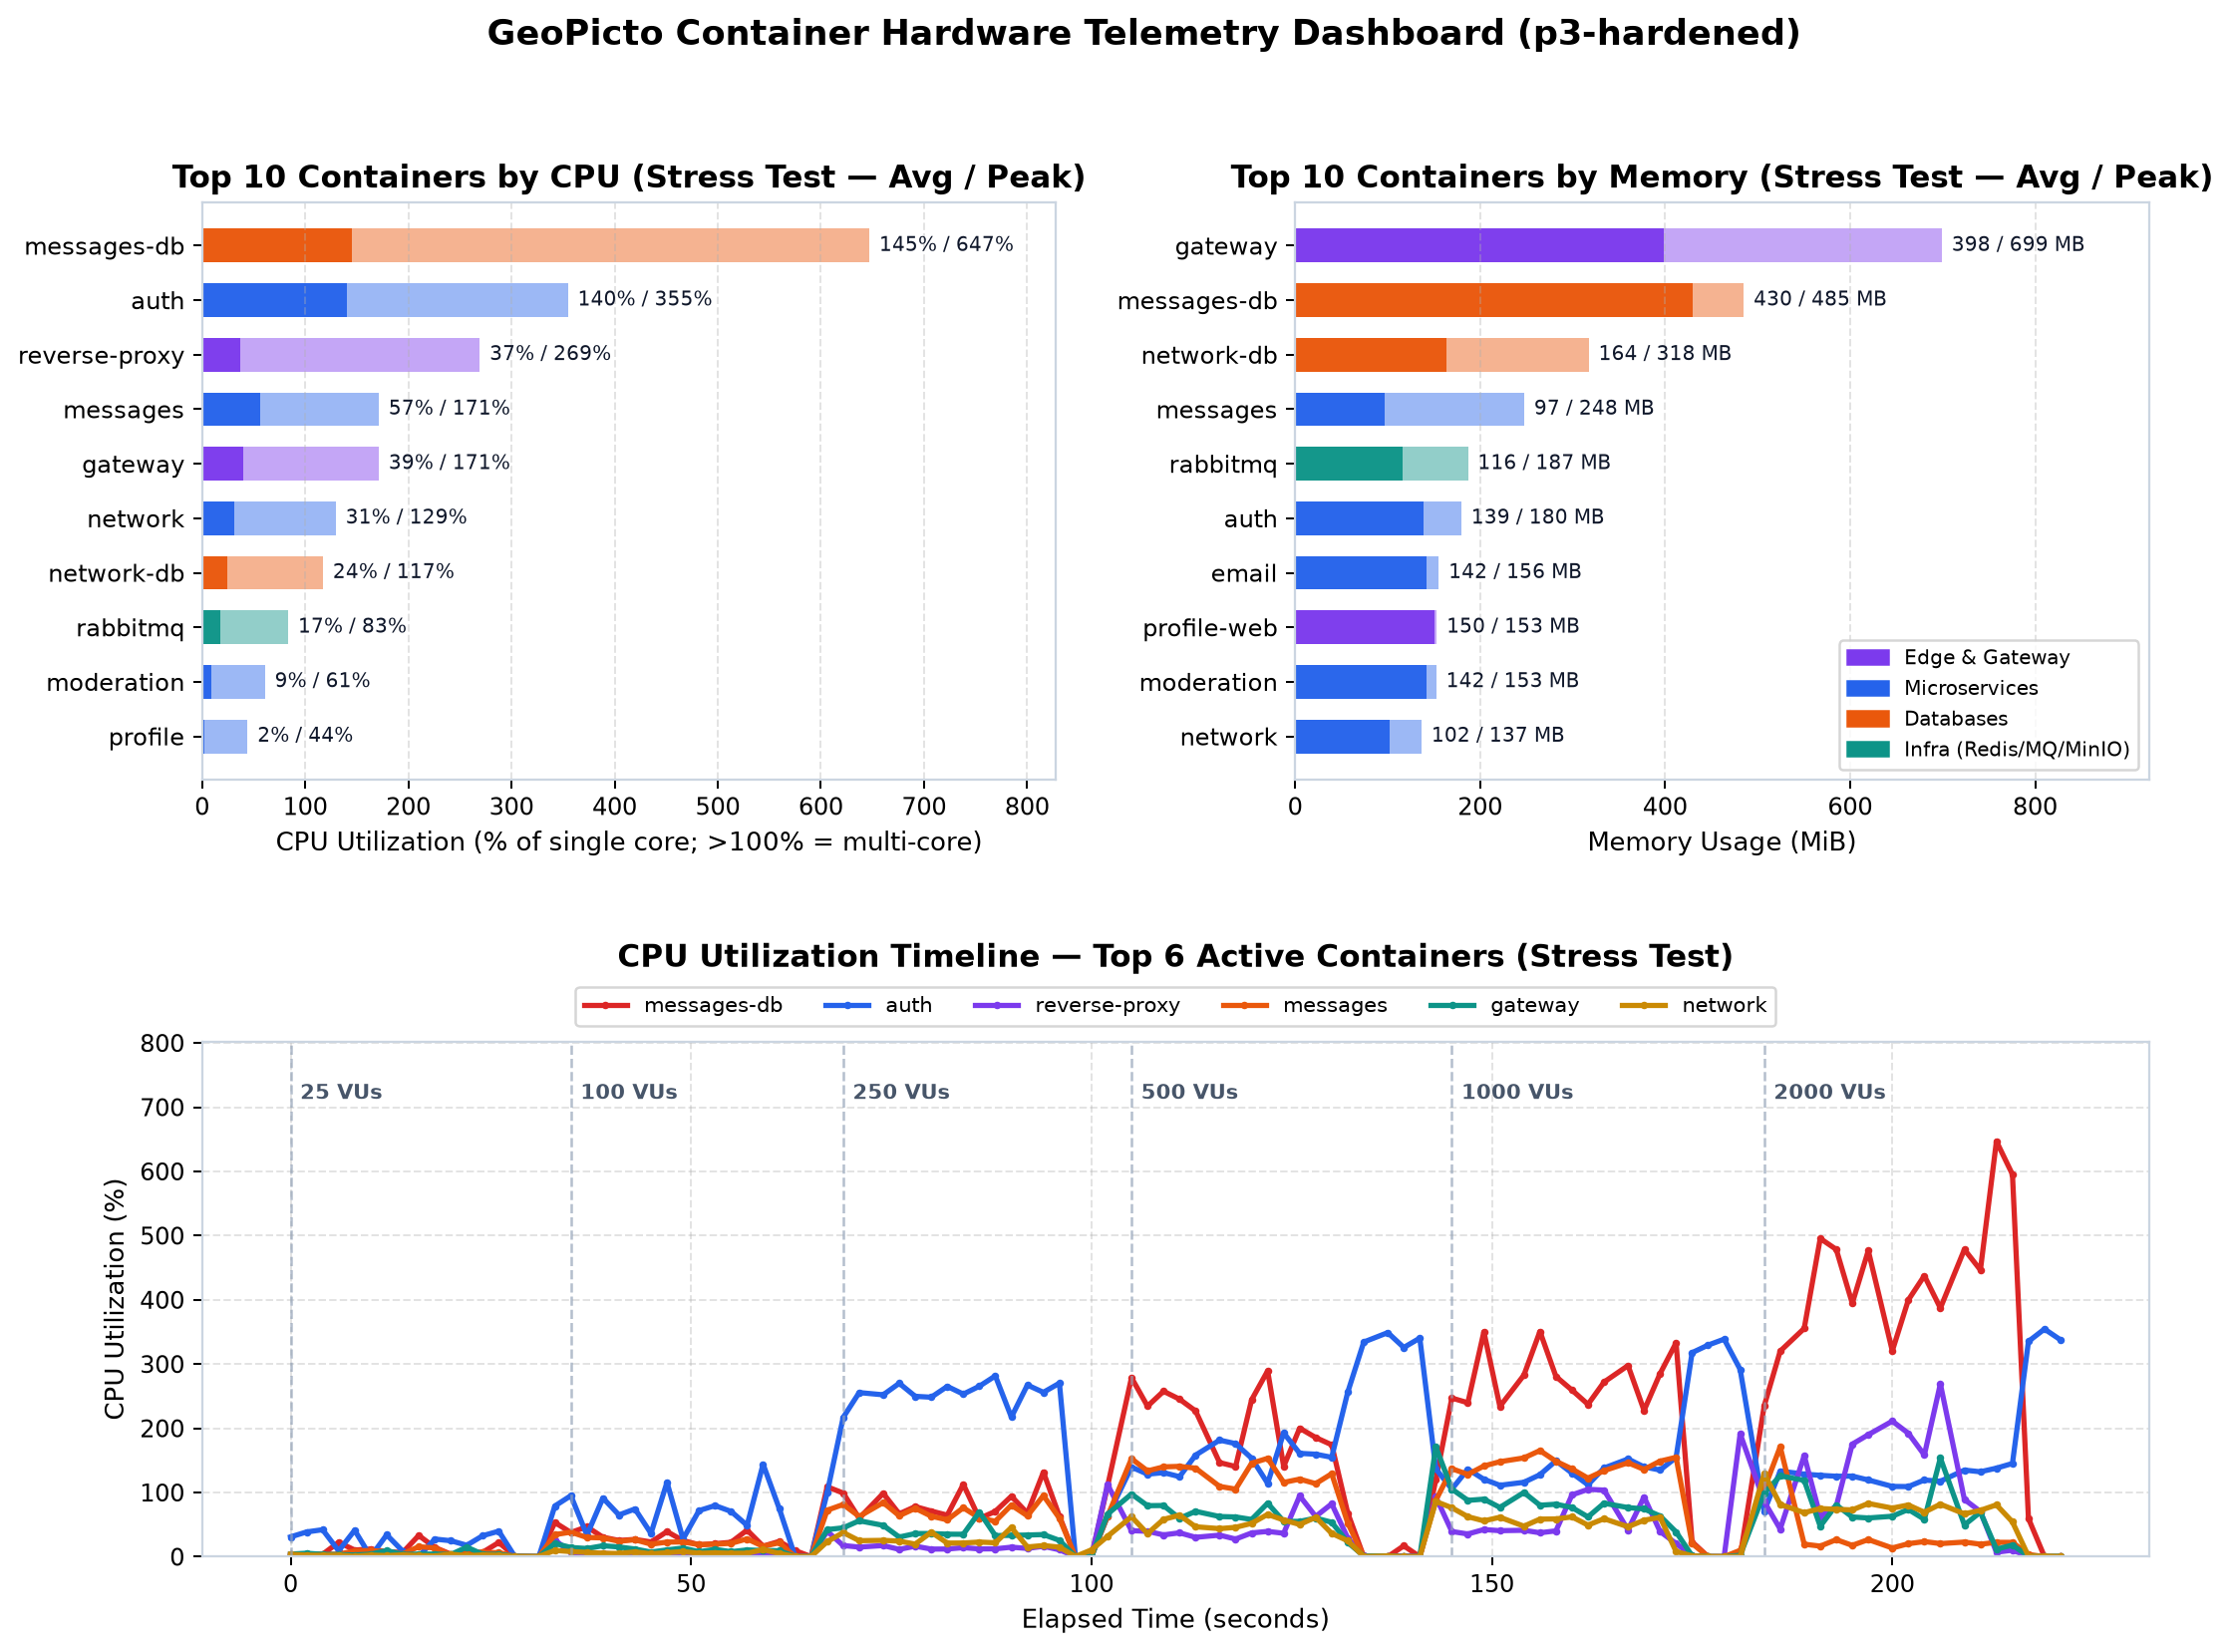 GeoPicto Container Hardware Telemetry Dashboard (p3-hardened)
Top 10 Containers by CPU (Stress Test — Avg / Peak)
messages-db
145% / 647%
auth
140% / 355%
reverse-proxy
37% / 269%
messages
57% / 171%
gateway
39% / 171%
network
31% / 129%
network-db
24% / 117%
rabbitmq
17% / 83%
moderation
9% / 61%
profile
2% / 44%
0 100 200 300 400 500 600 700 800
CPU Utilization (% of single core; >100% = multi-core)
Top 10 Containers by Memory (Stress Test — Avg / Peak)
gateway
398 / 699 MB
messages-db
430 / 485 MB
network-db
164 / 318 MB
messages
97 / 248 MB
rabbitmq
116 / 187 MB
auth
139 / 180 MB
email
142 / 156 MB
profile-web
150 / 153 MB
moderation
142 / 153 MB
network
102 / 137 MB
Edge & Gateway
Microservices
Databases
Infra (Redis/MQ/MinIO)
0 200 400 600 800
Memory Usage (MiB)
CPU Utilization Timeline — Top 6 Active Containers (Stress Test)
messages-db auth reverse-proxy messages gateway network
CPU Utilization (%)
800
700
600
500
400
300
200
100
0
25 VUs 100 VUs 250 VUs 500 VUs 1000 VUs 2000 VUs
0 50 100 150 200
Elapsed Time (seconds)